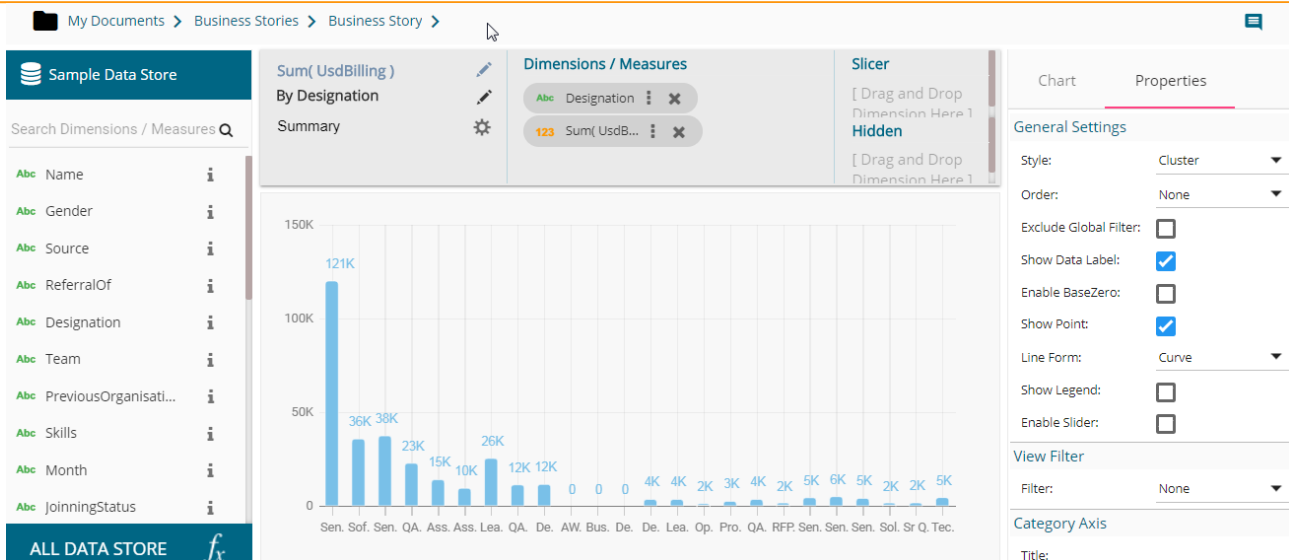 My Documents > Business Stories > Business Story >
Sample Data Store
Search Dimensions / Measures
Abc Name i
Abc Gender i
Abc Source i
Abc ReferralOf i
Abc Designation i
Abc Team i
Abc PreviousOrganisati... i
Abc Skills i
Abc Month i
Abc JoinningStatus i
ALL DATA STORE fx
Sum( UsdBilling )
By Designation
Summary
Dimensions / Measures
Abc Designation
123 Sum( UsdB...
Slicer
[ Drag and Drop
Dimension Here ]
Hidden
[ Drag and Drop
Dimension Here ]
150K
100K
50K
0
121K 36K 38K 23K 15K 10K 26K 12K 12K 0 0 0 4K 4K 2K 3K 4K 2K 5K 6K 5K 2K 2K 5K
Sen. Sof. Sen. QA. Ass. Ass. Lea. QA. De. AW. Bus. De. De. Lea. Op. Pro. QA. RFP. Sen. Sen. Sen. Sol. Sr Q. Tec.
Chart Properties
General Settings
Style: Cluster
Order: None
Exclude Global Filter:
Show Data Label:
Enable BaseZero:
Show Point:
Line Form: Curve
Show Legend:
Enable Slider:
View Filter
Filter: None
Category Axis
Title: